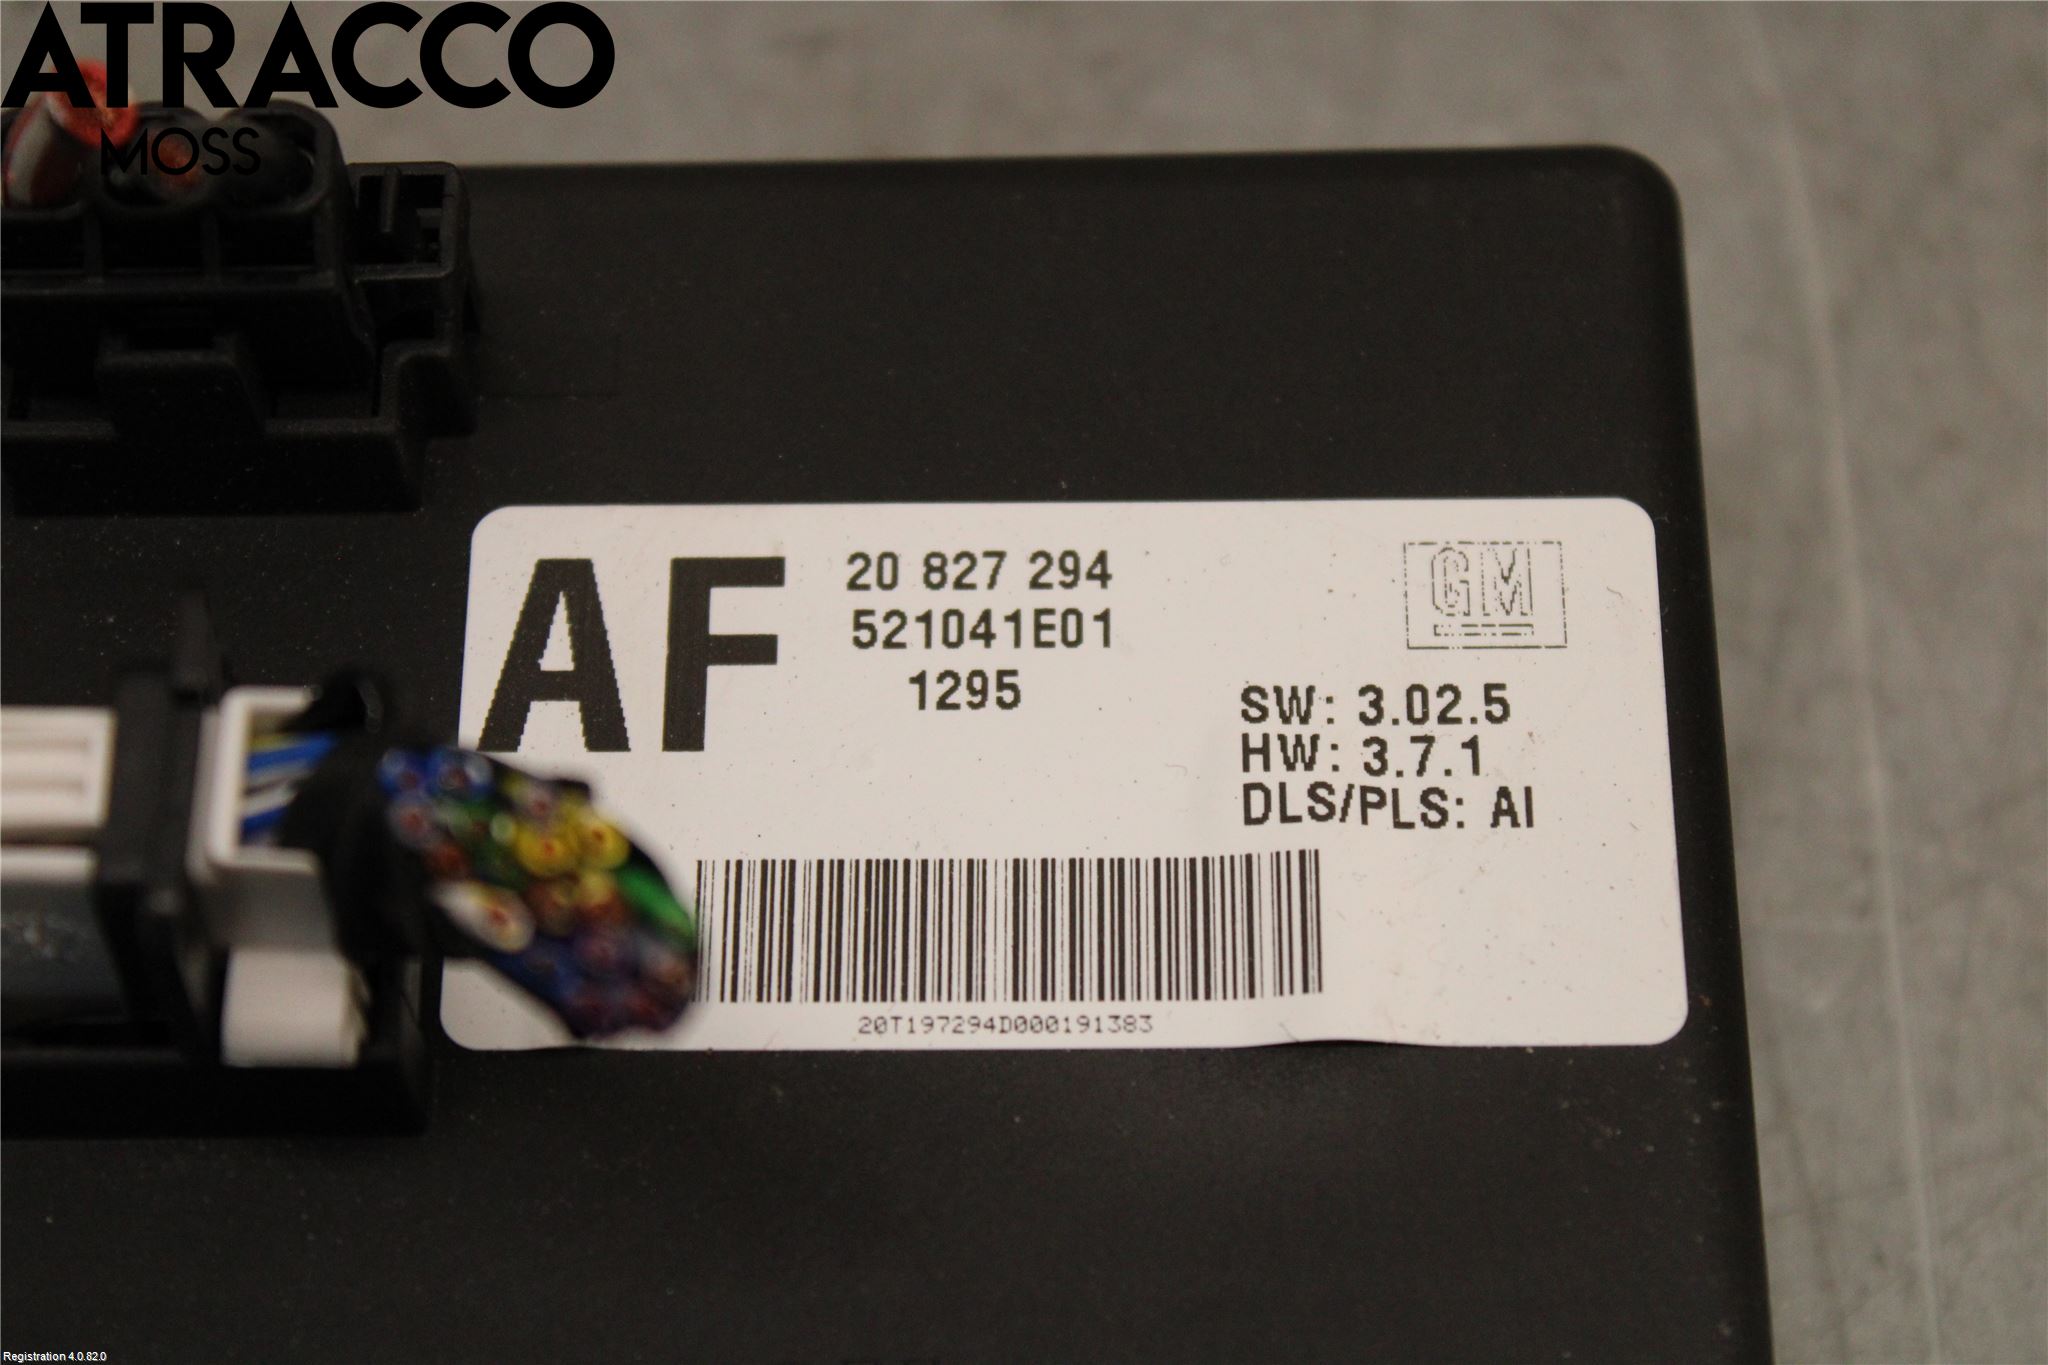 ATRACCO
MOSS
AF
20 827 294
521041E01
1295
GM
SW: 3.02.5
HW: 3.7.1
DLS/PLS: AI
20T197294D000191383
Registration 4.0.82.0